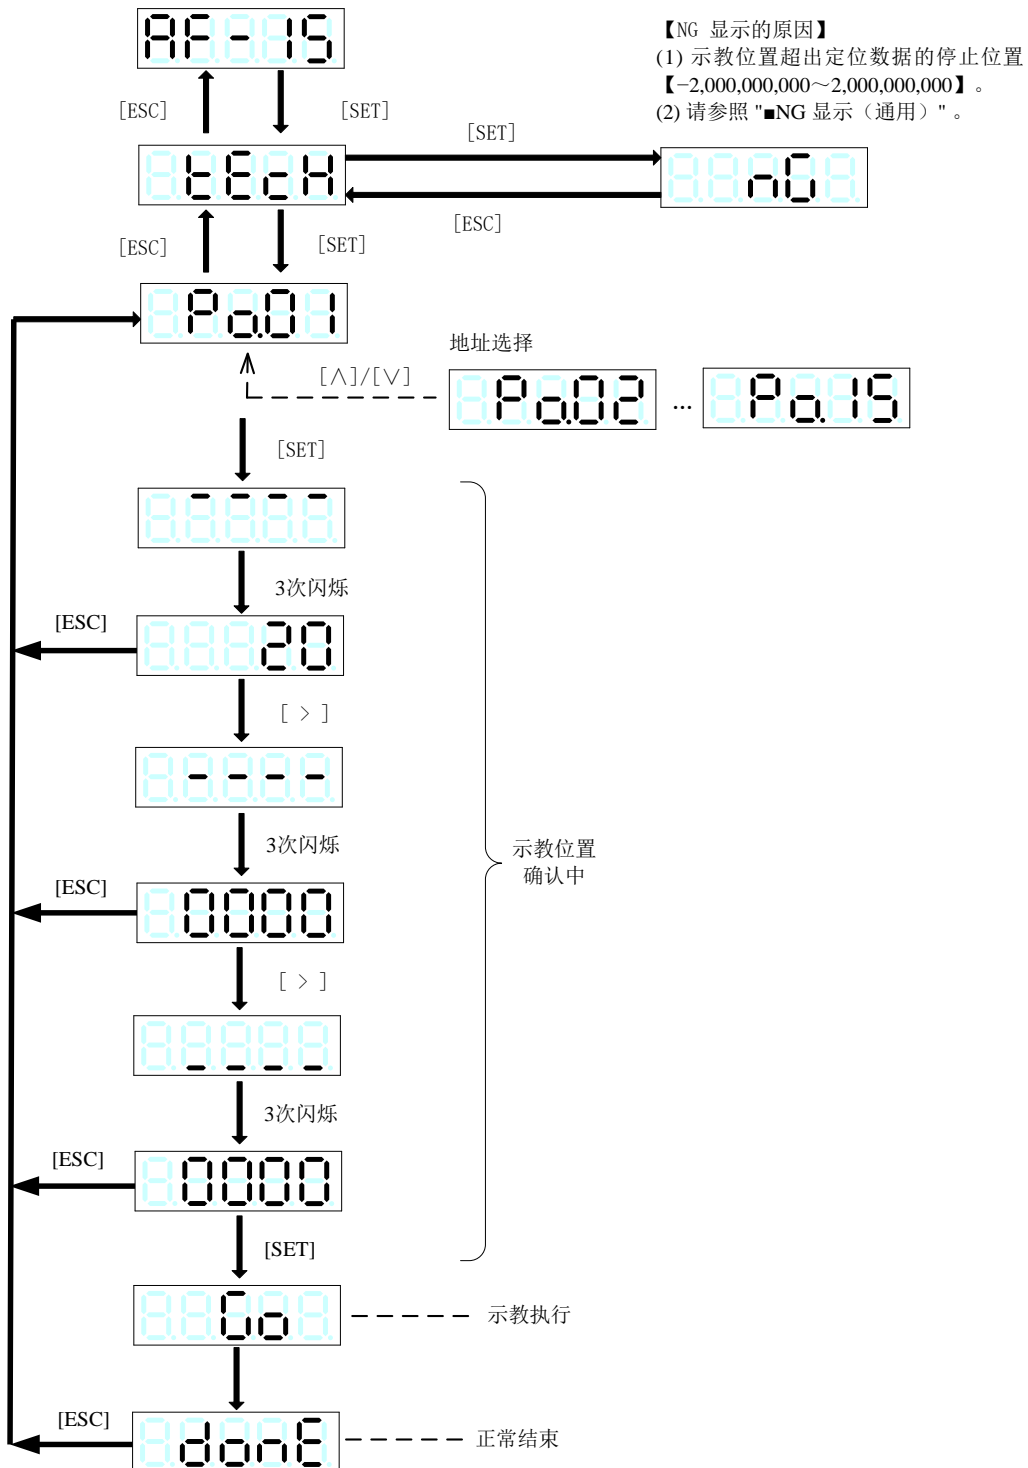 AF-15
【NG 显示的原因】
(1) 示教位置超出定位数据的停止位置
【−2,000,000,000～2,000,000,000】。
(2) 请参照 "■NG 显示（通用）" 。
[ESC]
[SET]
[SET]
tEcH
nG
[ESC]
[ESC]
[SET]
Po.01
地址选择
[∧]/[∨]
Po.02
...
Po.15
[SET]
- - - -
3次闪烁
[ESC]
20
[ > ]
- - - -
3次闪烁
示教位置
确认中
[ESC]
0000
[ > ]
_ _ _ _
3次闪烁
[ESC]
0000
[SET]
Go
示教执行
[ESC]
donE
正常结束